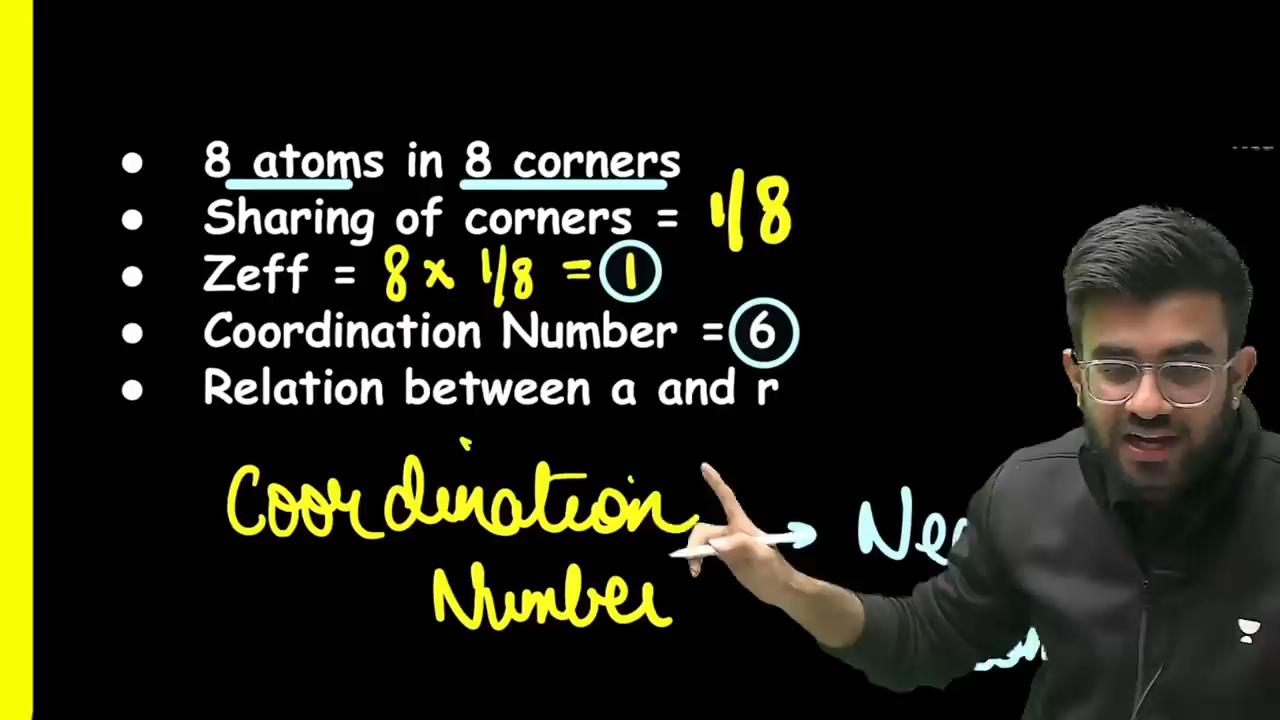 ● 8 atoms in 8 corners
● Sharing of corners = 1/8
● Zeff = 8 x 1/8 = 1
● Coordination Number = 6
● Relation between a and r
Coordination
Number